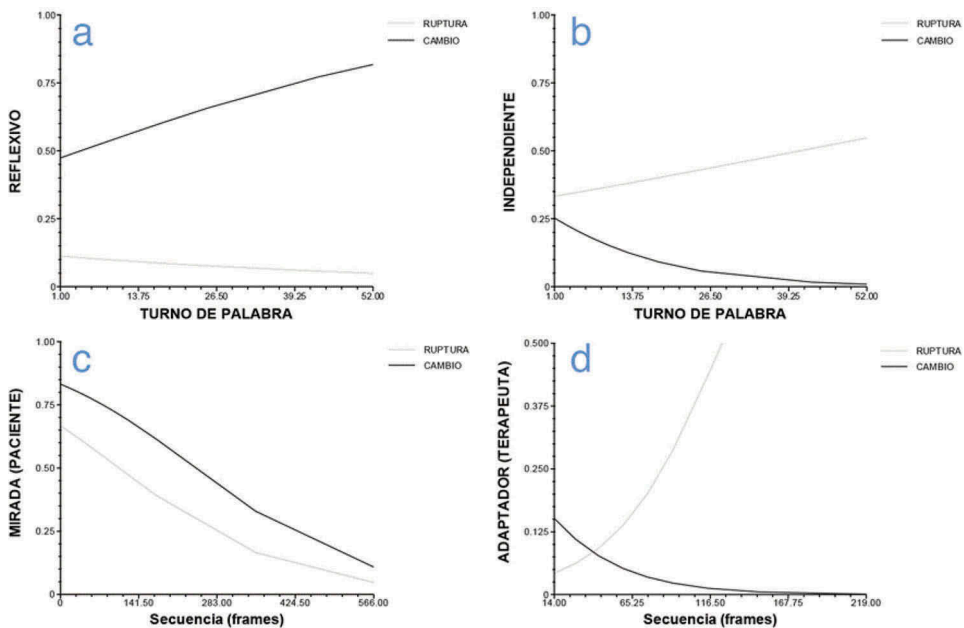 a
RUPTURA
CAMBIO
1.00
0.75
0.50
0.25
0
REFLEXIVO
1.00 13.75 26.50 39.25 52.00
TURNO DE PALABRA
b
RUPTURA
CAMBIO
1.00
0.75
0.50
0.25
0
INDEPENDIENTE
1.00 13.75 26.50 39.25 52.00
TURNO DE PALABRA
c
RUPTURA
CAMBIO
1.00
0.75
0.50
0.25
0
MIRADA (PACIENTE)
0 141.50 283.00 424.50 566.00
Secuencia (frames)
d
RUPTURA
CAMBIO
0.500
0.375
0.250
0.125
0
ADAPTADOR (TERAPEUTA)
14.00 65.25 116.50 167.75 219.00
Secuencia (frames)